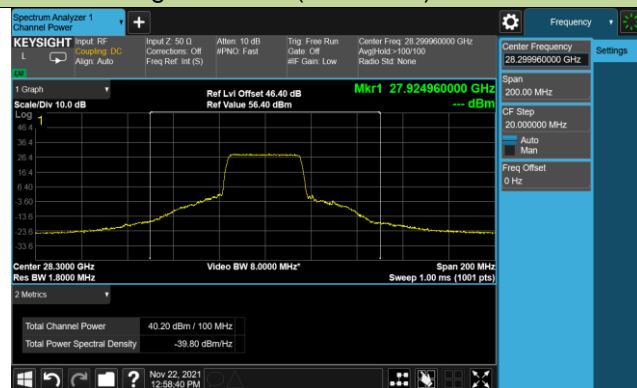 Spectrum Analyzer 1
Channel Power
Frequency
KEYSIGHT
Input: RF
Coupling: DC
Align: Auto
Input Z: 50 Ω
Corrections: Off
Freq Ref: Int (S)
Atten: 10 dB
#PNO: Fast
Trig: Free Run
Gate: Off
#IF Gain: Low
Center Freq: 28.299960000 GHz
Avg|Hold:>100/100
Radio Std: None
L
Center Frequency
28.299960000 GHz
Settings
Span
200.00 MHz
CF Step
20.000000 MHz
Auto
Man
Freq Offset
0 Hz
1 Graph
Scale/Div 10.0 dB
Ref Lvl Offset 46.40 dB
Ref Value 56.40 dBm
Mkr1 27.924960000 GHz
--- dBm
Log
1
46.4
36.4
26.4
16.4
6.40
-3.60
-13.6
-23.6
-33.6
Center 28.3000 GHz
Res BW 1.8000 MHz
Video BW 8.0000 MHz*
Span 200 MHz
Sweep 1.00 ms (1001 pts)
2 Metrics
Total Channel Power 40.20 dBm / 100 MHz
Total Power Spectral Density -39.80 dBm/Hz
Nov 22, 2021
12:58:40 PM